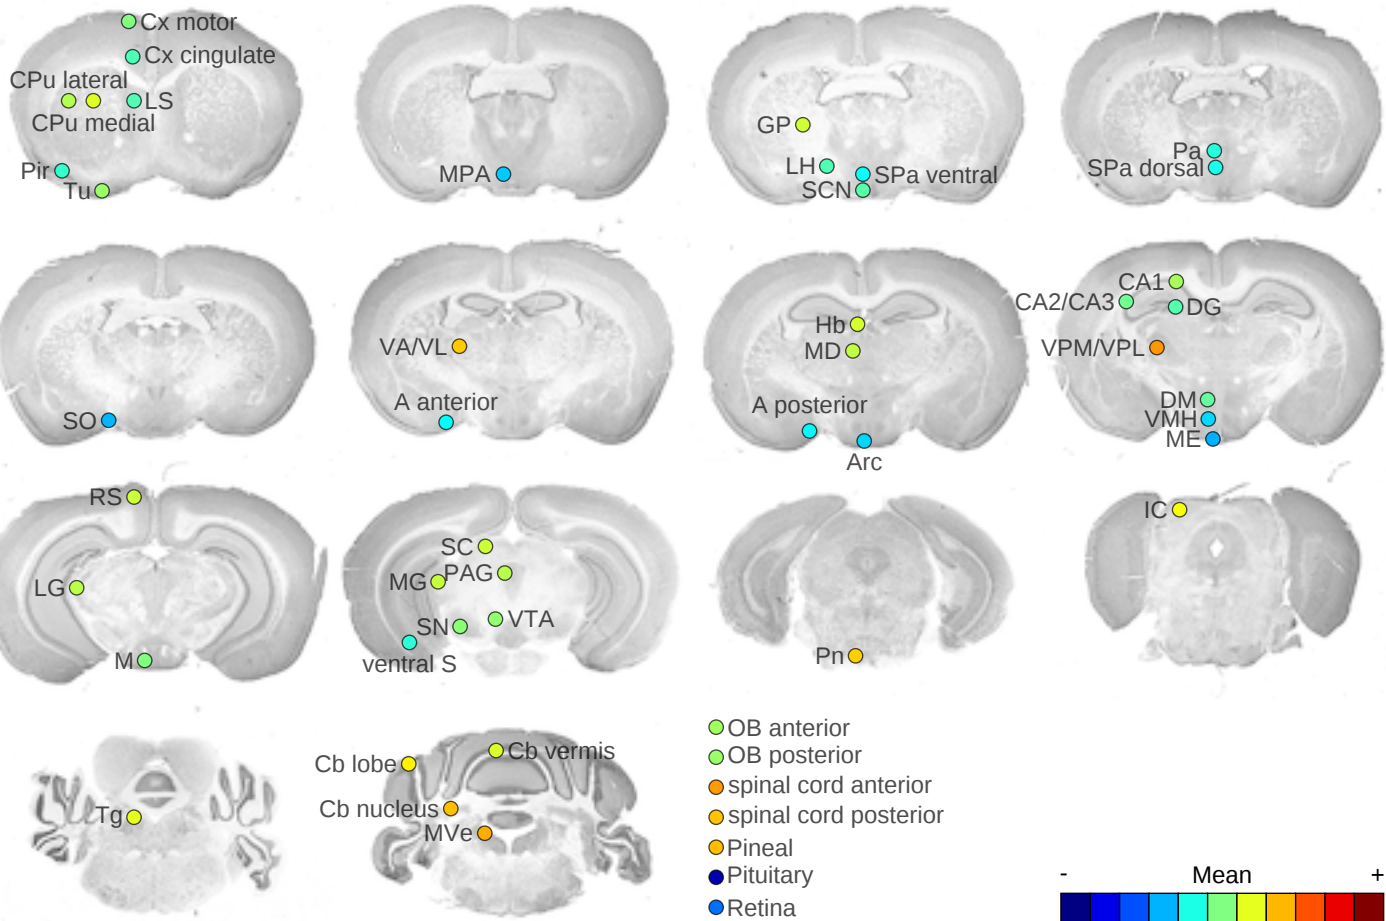 Cx motor
Cx cingulate
CPu lateral
LS
CPu medial
Pir
Tu
MPA
GP
LH
SPa ventral
SCN
Pa
SPa dorsal
SO
VA/VL
A anterior
Hb
MD
A posterior
Arc
CA1
CA2/CA3
DG
VPM/VPL
DM
VMH
ME
RS
LG
M
SC
MG
PAG
SN
VTA
ventral S
Pn
IC
Tg
Cb lobe
Cb vermis
Cb nucleus
MVe
OB anterior
OB posterior
spinal cord anterior
spinal cord posterior
Pineal
Pituitary
Retina
- Mean +